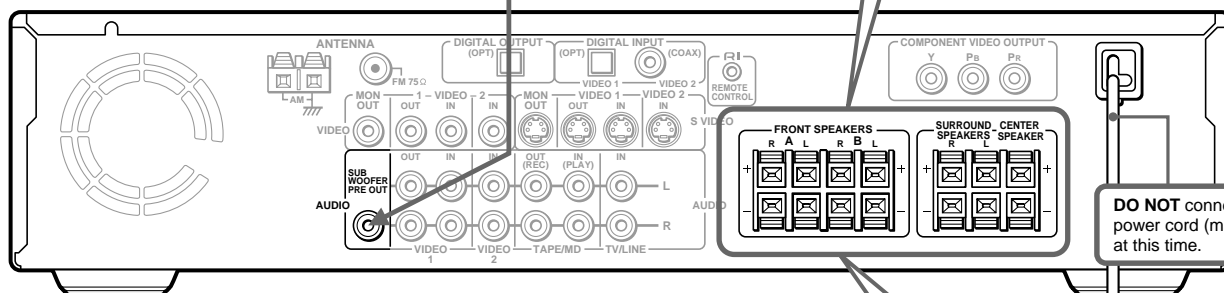 ANTENNA
DIGITAL OUTPUT
(OPT)
DIGITAL INPUT
(OPT)
(COAX)
VIDEO 1
VIDEO 2
RI
REMOTE
CONTROL
COMPONENT VIDEO OUTPUT
Y
PB
PR
FM 75Ω
AM
MON
OUT
1 – VIDEO – 2
OUT
IN
IN
VIDEO
MON
OUT
VIDEO 1
OUT
IN
VIDEO 2
IN
S VIDEO
SUB
WOOFER
PRE OUT
AUDIO
OUT
IN
IN
OUT
(REC)
IN
(PLAY)
IN
L
R
AUDIO
VIDEO
1
VIDEO
2
TAPE/MD
TV/LINE
FRONT SPEAKERS
R A L R B L
+ +
– –
SURROUND
SPEAKERS
R L
CENTER
SPEAKER
+ +
– –
DO NOT
power cord
at this time.